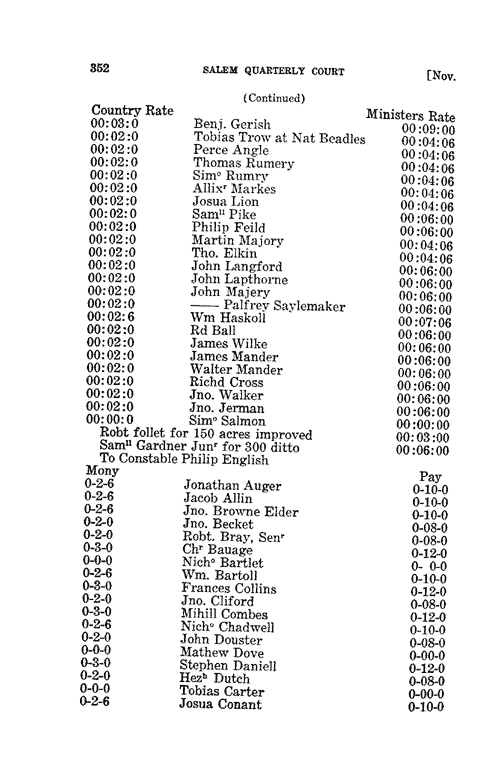 352 SALEM QUARTERLY COURT [Nov.
(Continued)
Country Rate Ministers Rate
00:03:0 Benj. Gerish 00:09:00
00:02:0 Tobias Trow at Nat Beadles 00:04:06
00:02:0 Perce Angle 00:04:06
00:02:0 Thomas Rumery 00:04:06
00:02:0 Simᵒ Rumry 00:04:06
00:02:0 Allixʳ Markes 00:04:06
00:02:0 Josua Lion 00:04:06
00:02:0 Samˡˡ Pike 00:06:00
00:02:0 Philip Feild 00:06:00
00:02:0 Martin Majory 00:04:06
00:02:0 Tho. Elkin 00:04:06
00:02:0 John Langford 00:06:00
00:02:0 John Lapthorne 00:06:00
00:02:0 John Majery 00:06:00
00:02:0 —— Palfrey Saylemaker 00:06:00
00:02:6 Wm Haskoll 00:07:06
00:02:0 Rd Ball 00:06:00
00:02:0 James Wilke 00:06:00
00:02:0 James Mander 00:06:00
00:02:0 Walter Mander 00:06:00
00:02:0 Richd Cross 00:06:00
00:02:0 Jno. Walker 00:06:00
00:02:0 Jno. Jerman 00:06:00
00:00:0 Simᵒ Salmon 00:00:00
Robt follet for 150 acres improved 00:03:00
Samˡˡ Gardner Junʳ for 300 ditto 00:06:00
To Constable Philip English
Mony Pay
0-2-6 Jonathan Auger 0-10-0
0-2-6 Jacob Allin 0-10-0
0-2-6 Jno. Browne Elder 0-10-0
0-2-0 Jno. Becket 0-08-0
0-2-0 Robt. Bray, Senʳ 0-08-0
0-3-0 Chʳ Bauage 0-12-0
0-0-0 Nichᵒ Bartlet 0- 0-0
0-2-6 Wm. Bartoll 0-10-0
0-3-0 Frances Collins 0-12-0
0-2-0 Jno. Cliford 0-08-0
0-3-0 Mihill Combes 0-12-0
0-2-6 Nichᵒ Chadwell 0-10-0
0-2-0 John Douster 0-08-0
0-0-0 Mathew Dove 0-00-0
0-3-0 Stephen Daniell 0-12-0
0-2-0 Hezʰ Dutch 0-08-0
0-0-0 Tobias Carter 0-00-0
0-2-6 Josua Conant 0-10-0